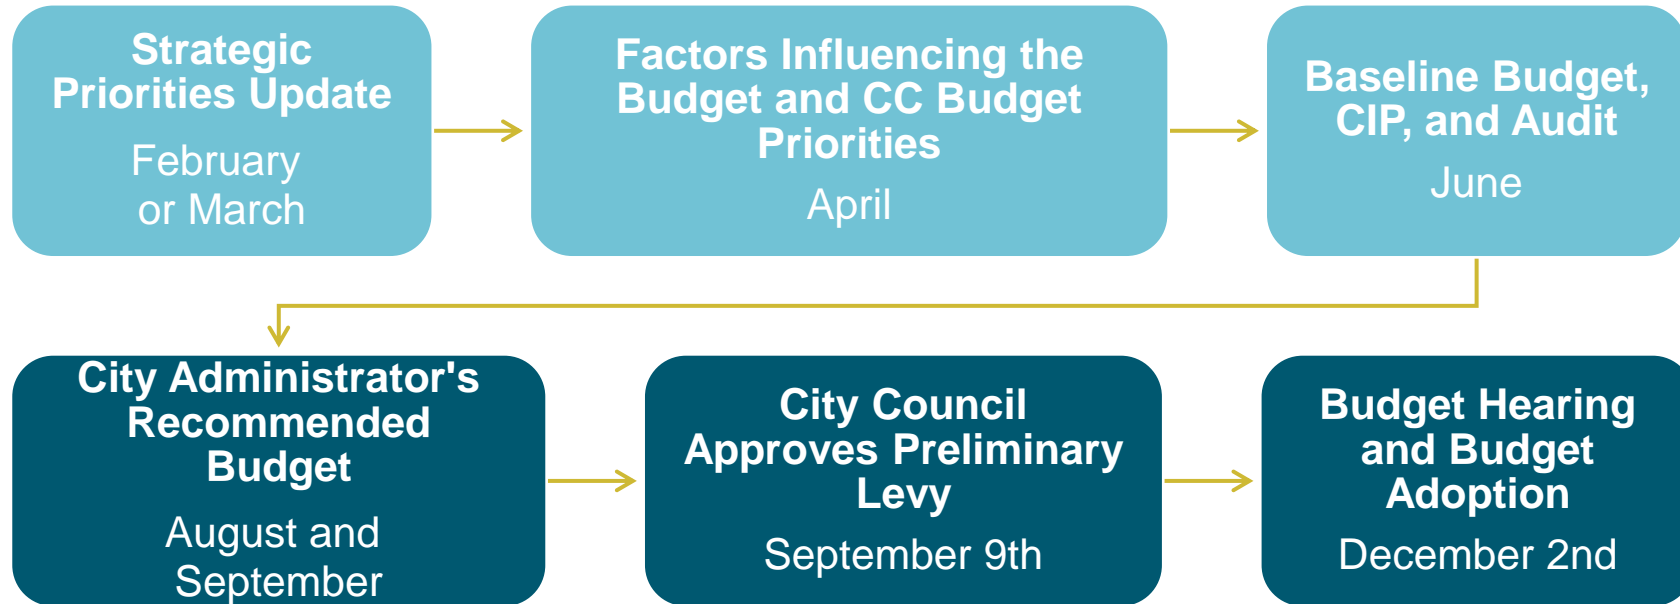 Strategic
Priorities Update
February
or March
Factors Influencing the
Budget and CC Budget
Priorities
April
Baseline Budget,
CIP, and Audit
June
City Administrator's
Recommended
Budget
August and
September
City Council
Approves Preliminary
Levy
September 9th
Budget Hearing
and Budget
Adoption
December 2nd